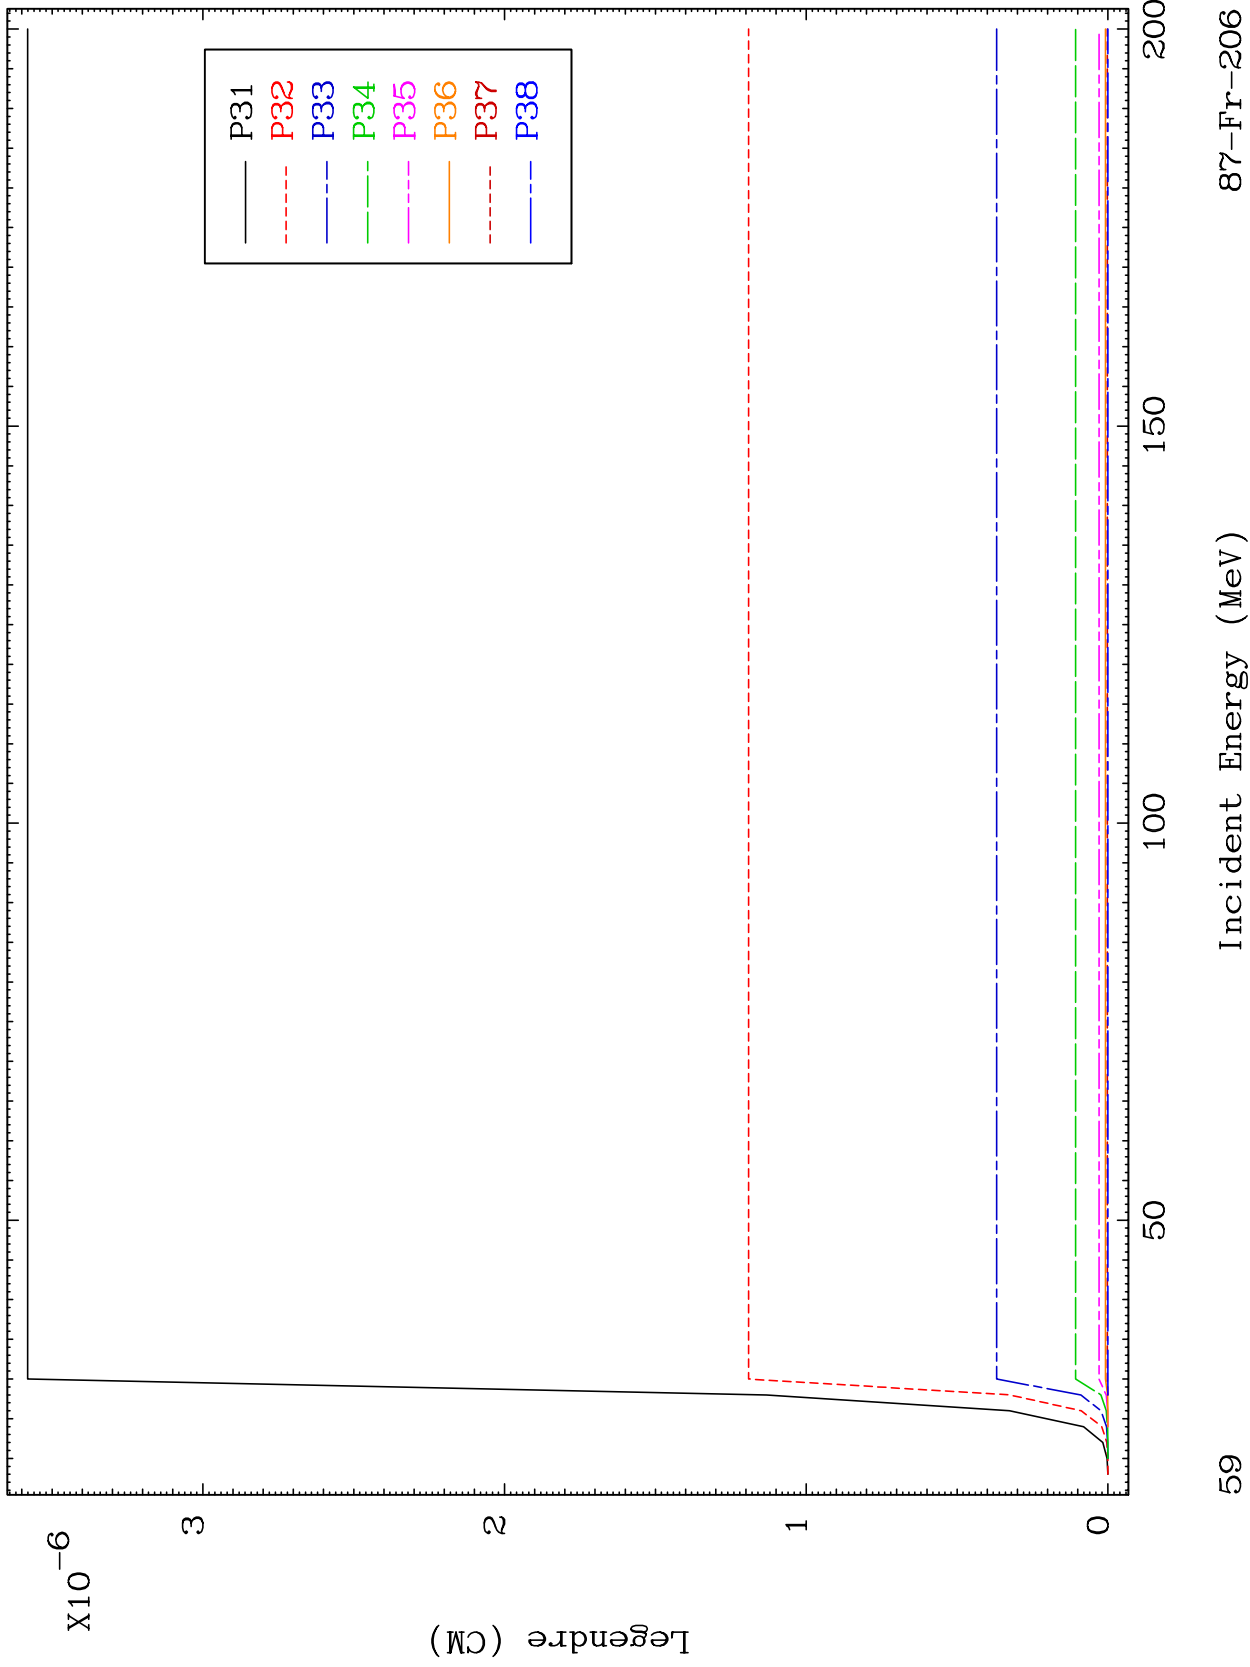 X10
-6
Legendre (CM)
3
2
1
0
P31
P32
P33
P34
P35
P36
P37
P38
50
100
150
200
Incident Energy (MeV)
59
87-Fr-206